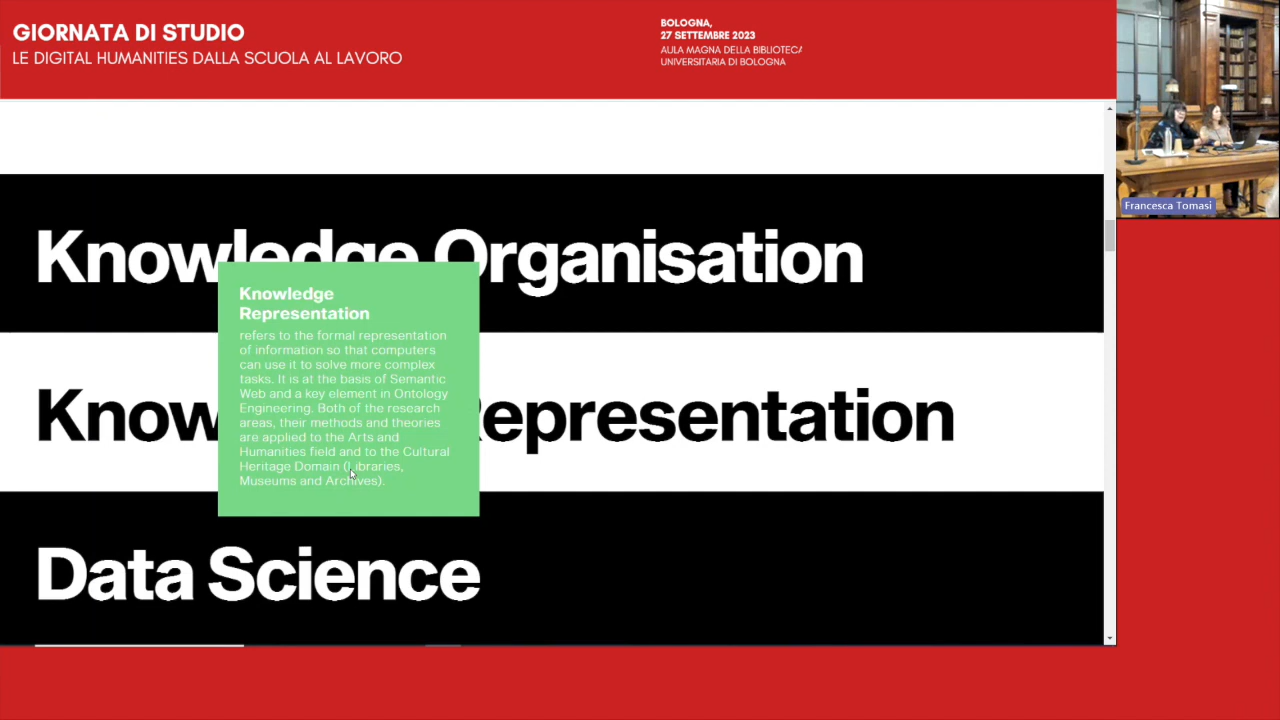 GIORNATA DI STUDIO
LE DIGITAL HUMANITIES DALLA SCUOLA AL LAVORO
BOLOGNA,
27 SETTEMBRE 2023
AULA MAGNA DELLA BIBLIOTECA
UNIVERSITARIA DI BOLOGNA
Francesca Tomasi
Knowledge Organisation
Knowledge
Representation
refers to the formal representation
of information so that computers
can use it to solve more complex
tasks. It is at the basis of Semantic
Web and a key element in Ontology
Engineering. Both of the research
areas, their methods and theories
are applied to the Arts and
Humanities field and to the Cultural
Heritage Domain (Libraries,
Museums and Archives).
Know Representation
Data Science